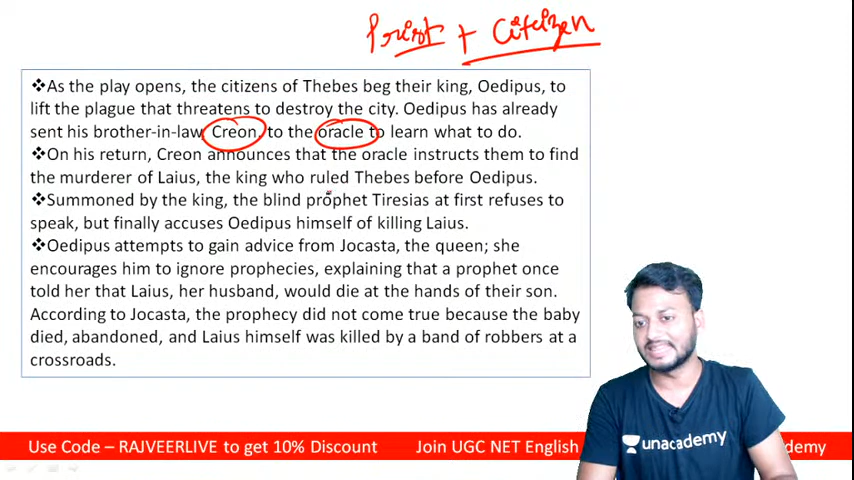 Priest + Citeizen
❖As the play opens, the citizens of Thebes beg their king, Oedipus, to
lift the plague that threatens to destroy the city. Oedipus has already
sent his brother-in-law, Creon, to the oracle to learn what to do.
❖On his return, Creon announces that the oracle instructs them to find
the murderer of Laius, the king who ruled Thebes before Oedipus.
❖Summoned by the king, the blind prophet Tiresias at first refuses to
speak, but finally accuses Oedipus himself of killing Laius.
❖Oedipus attempts to gain advice from Jocasta, the queen; she
encourages him to ignore prophecies, explaining that a prophet once
told her that Laius, her husband, would die at the hands of their son.
According to Jocasta, the prophecy did not come true because the baby
died, abandoned, and Laius himself was killed by a band of robbers at a
crossroads.
unacademy
Use Code – RAJVEERLIVE to get 10% Discount Join UGC NET English demy